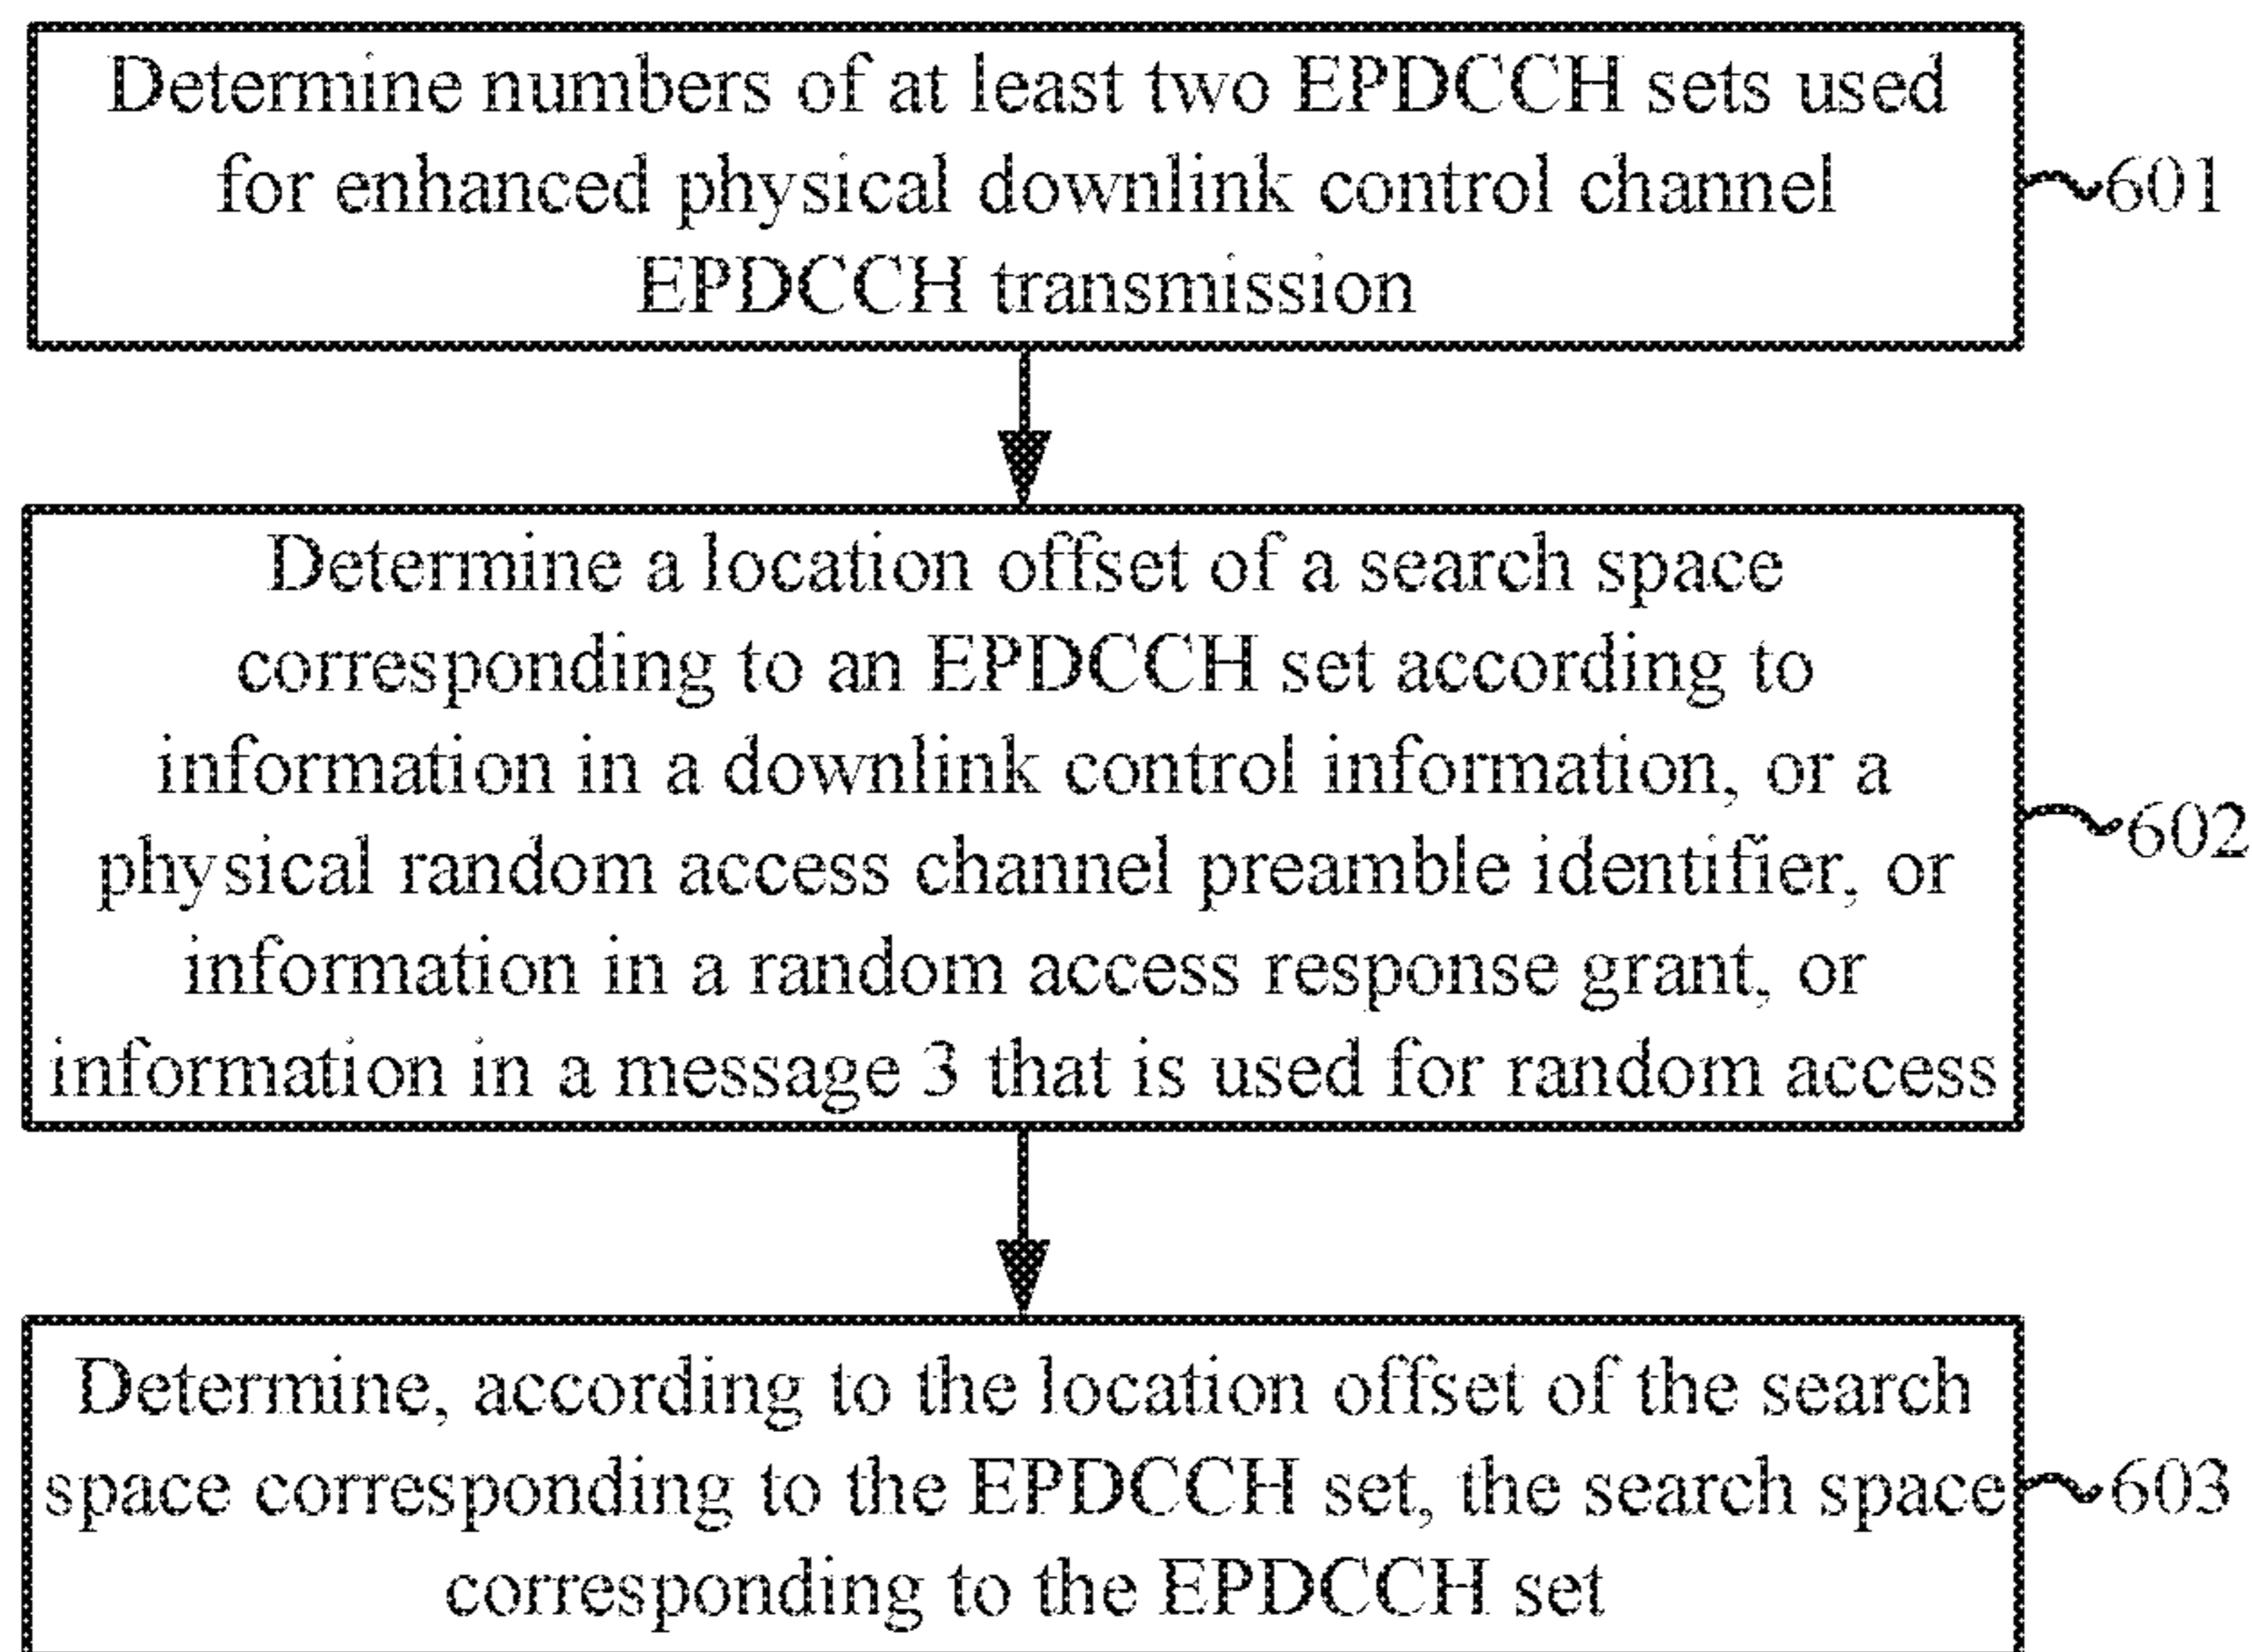 Determine numbers of at least two EPDCCH sets used
for enhanced physical downlink control channel
EPDCCH transmission
601
Determine a location offset of a search space
corresponding to an EPDCCH set according to
information in a downlink control information, or a
physical random access channel preamble identifier, or
information in a random access response grant, or
information in a message 3 that is used for random access
602
Determine, according to the location offset of the search
space corresponding to the EPDCCH set, the search space
corresponding to the EPDCCH set
603